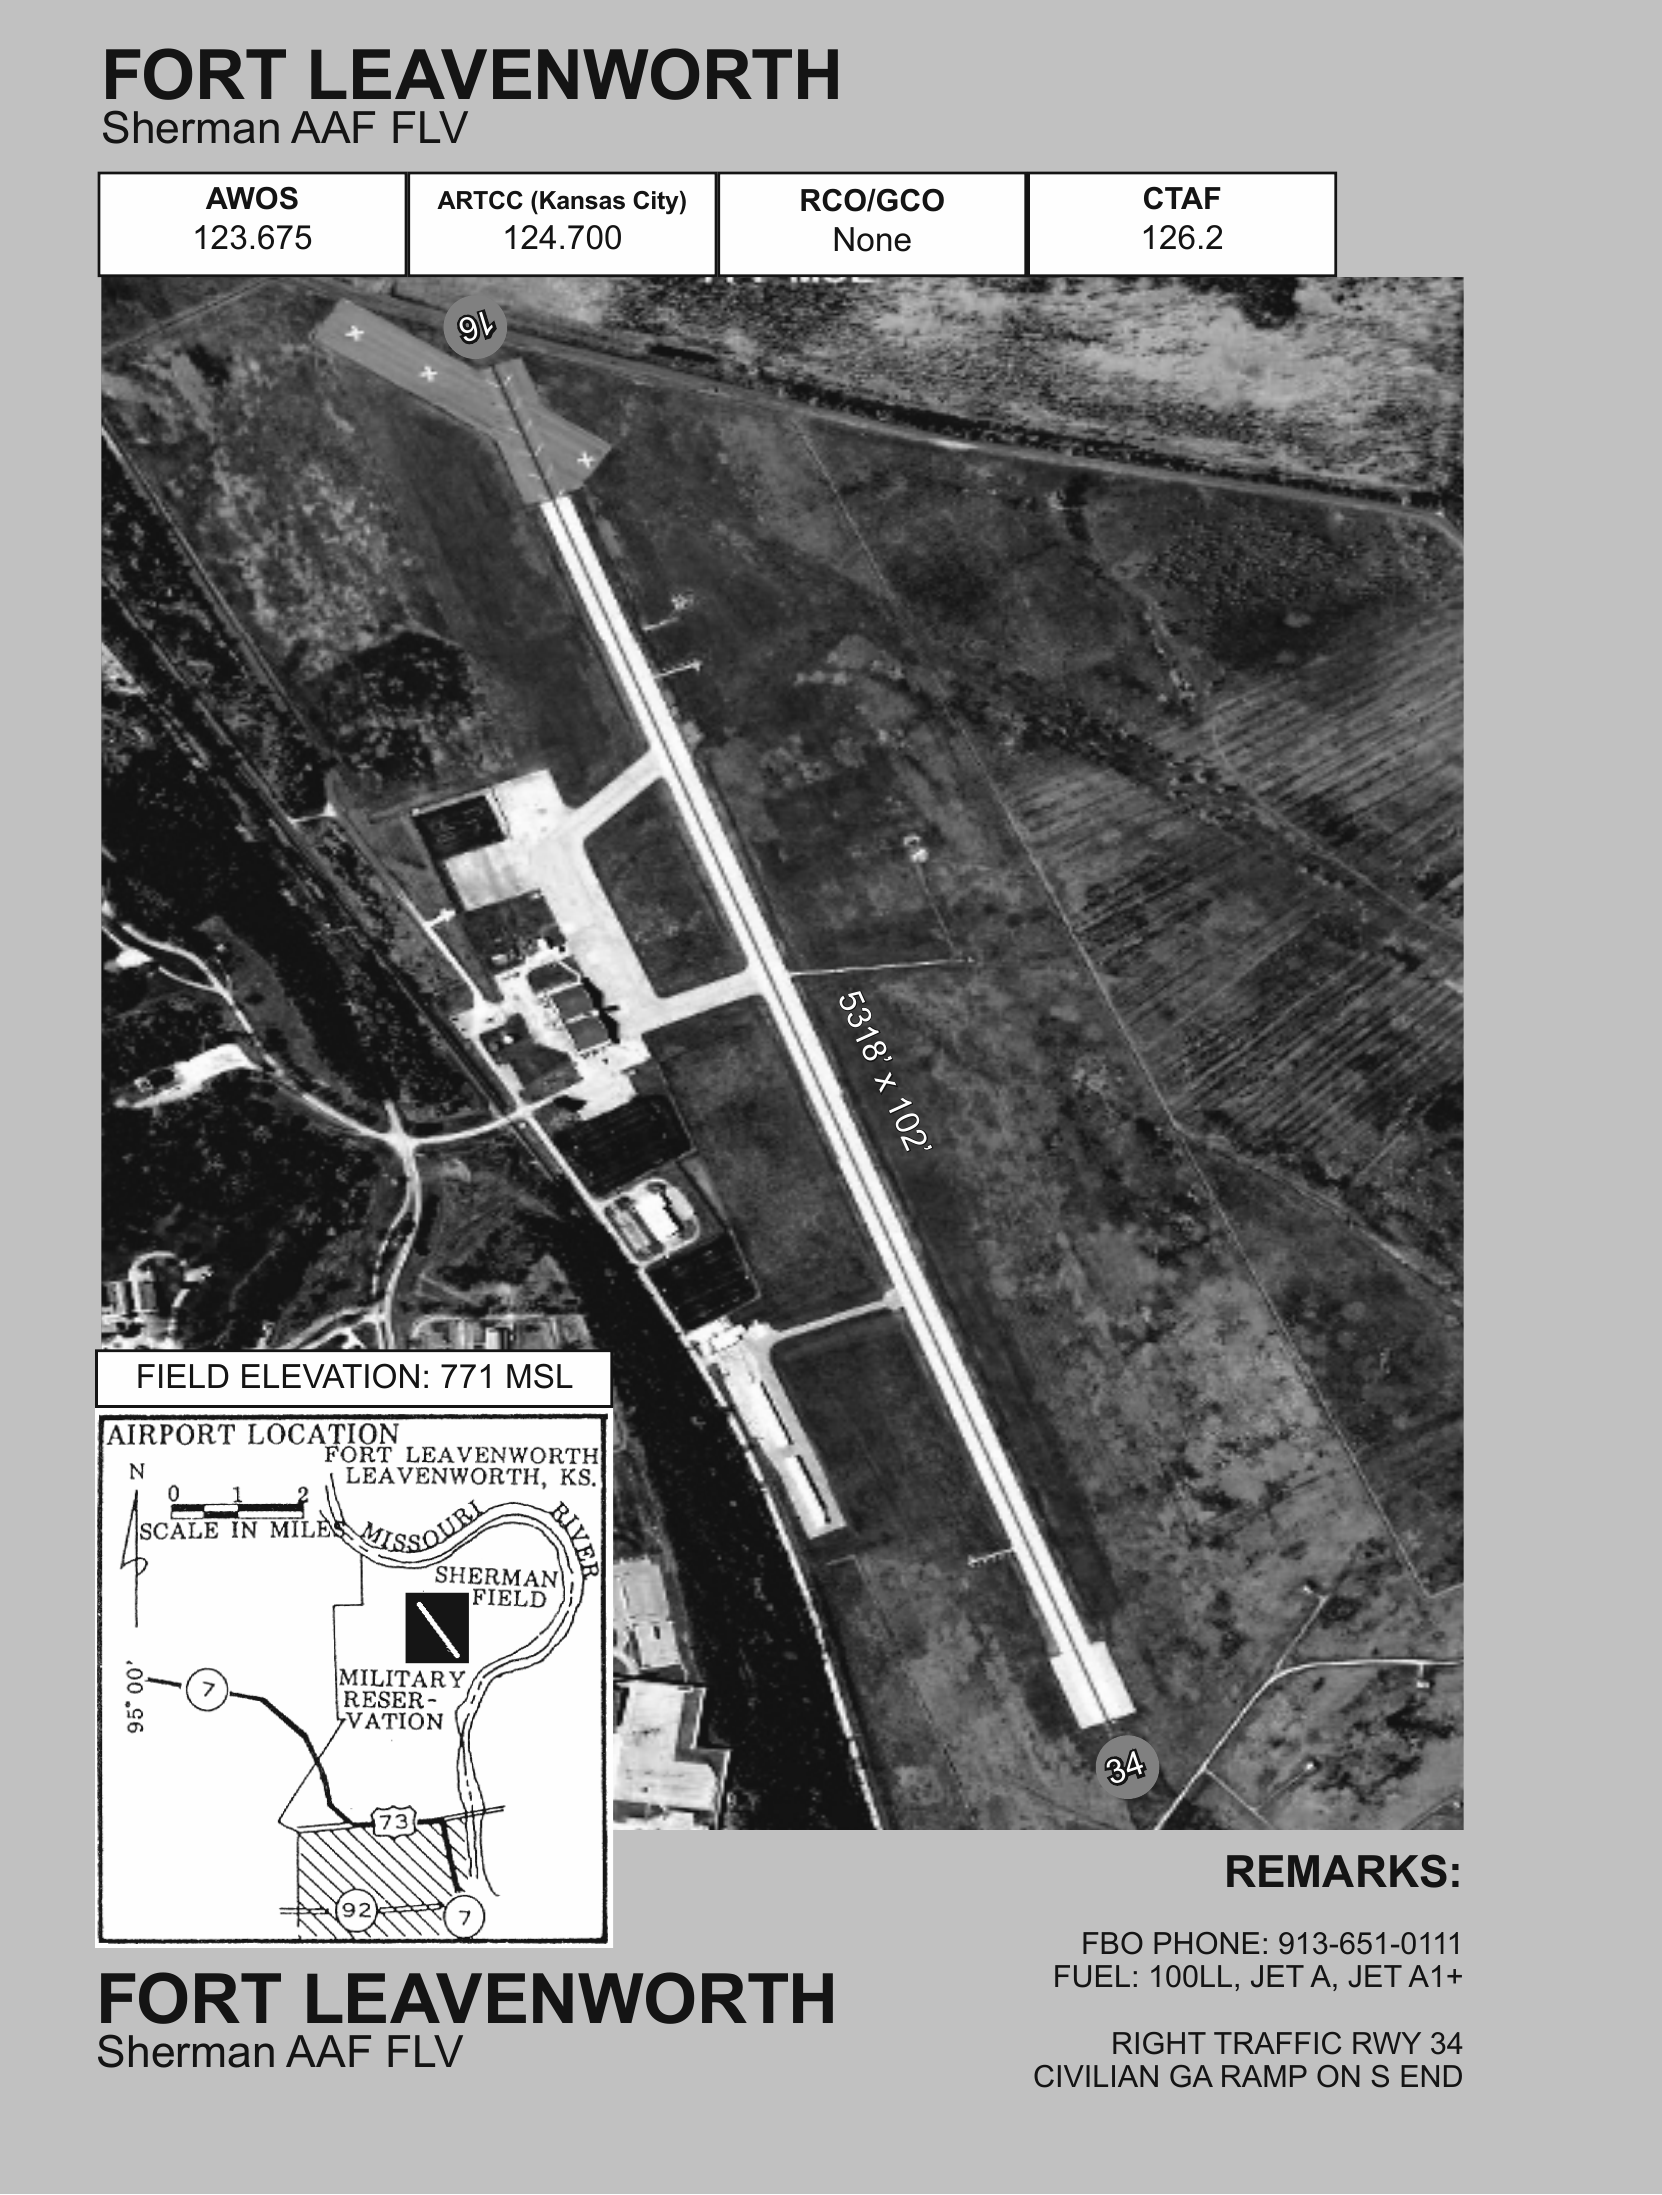 FORT LEAVENWORTH
Sherman AAF FLV
AWOS
123.675
ARTCC (Kansas City)
124.700
RCO/GCO
None
CTAF
126.2
16
5318’ x 102’
34
FIELD ELEVATION: 771 MSL
AIRPORT LOCATION
FORT LEAVENWORTH
LEAVENWORTH, KS.
N
0 1 2
SCALE IN MILES
MISSOURI RIVER
SHERMAN
FIELD
MILITARY
RESER-
VATION
95° 00'
7
73
92
7
REMARKS:
FBO PHONE: 913-651-0111
FUEL: 100LL, JET A, JET A1+
RIGHT TRAFFIC RWY 34
CIVILIAN GA RAMP ON S END
FORT LEAVENWORTH
Sherman AAF FLV